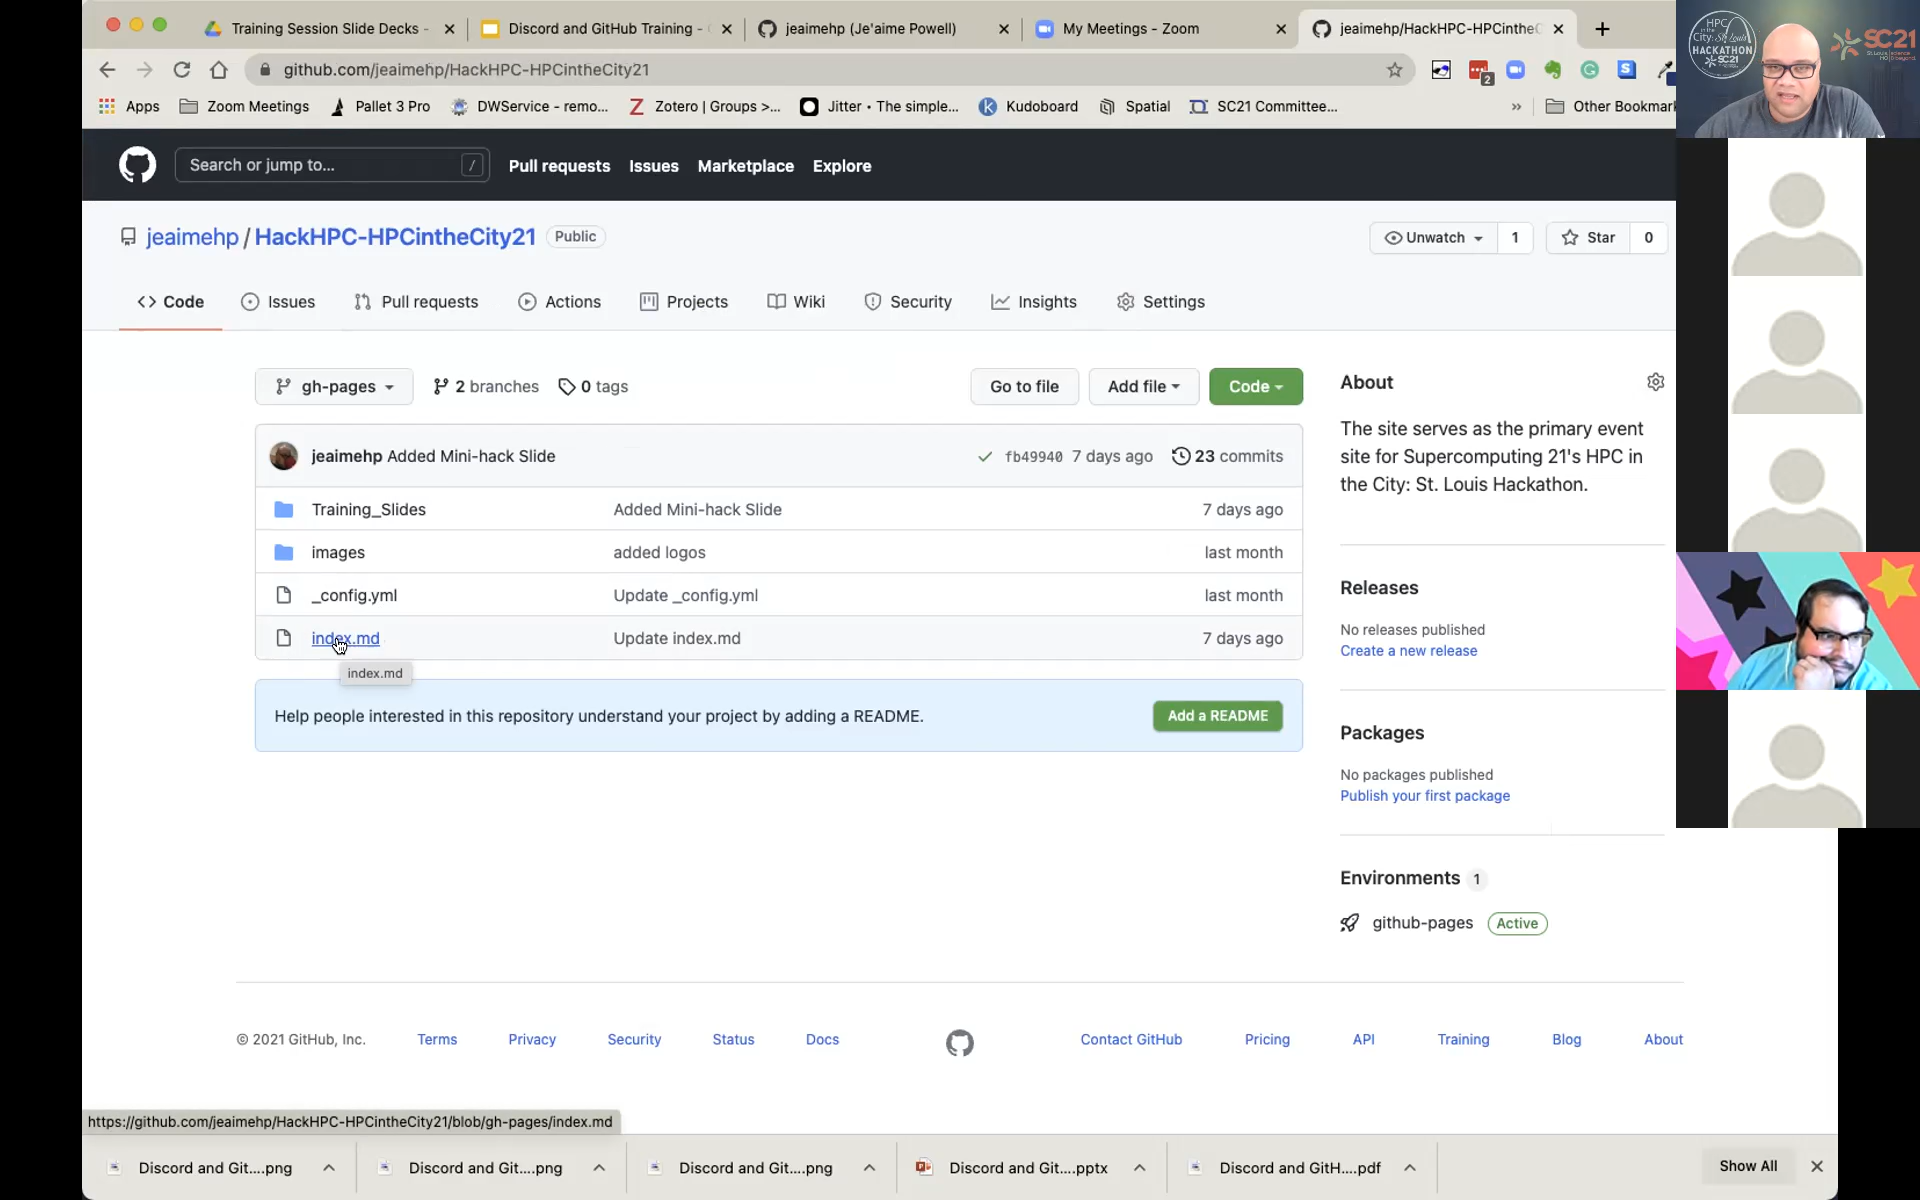 Training Session Slide Decks -
Discord and GitHub Training -
jeaimehp (Je'aime Powell)
My Meetings - Zoom
jeaimehp/HackHPC-HPCintheC
github.com/jeaimehp/HackHPC-HPCintheCity21
2
Apps
Zoom Meetings
Pallet 3 Pro
DWService - remo...
Zotero | Groups >...
Jitter • The simple...
Kudoboard
Spatial
SC21 Committee...
»
Other Bookmar
HPC
in the
City: St. Louis
HACKATHON
SC21
SC21
Search or jump to...
/
Pull requests
Issues
Marketplace
Explore
jeaimehp / HackHPC-HPCintheCity21
Public
Unwatch
1
Star
0
Code
Issues
Pull requests
Actions
Projects
Wiki
Security
Insights
Settings
gh-pages
2 branches
0 tags
Go to file
Add file
Code
jeaimehp Added Mini-hack Slide
fb49940 7 days ago
23 commits
Training_Slides
Added Mini-hack Slide
7 days ago
images
added logos
last month
_config.yml
Update _config.yml
last month
index.md
Update index.md
7 days ago
index.md
Help people interested in this repository understand your project by adding a README.
Add a README
About
The site serves as the primary event
site for Supercomputing 21's HPC in
the City: St. Louis Hackathon.
Releases
No releases published
Create a new release
Packages
No packages published
Publish your first package
Environments 1
github-pages
Active
© 2021 GitHub, Inc.
Terms
Privacy
Security
Status
Docs
Contact GitHub
Pricing
API
Training
Blog
About
https://github.com/jeaimehp/HackHPC-HPCintheCity21/blob/gh-pages/index.md
Discord and Git....png
Discord and Git....png
Discord and Git....png
Discord and Git....pptx
Discord and GitH....pdf
Show All